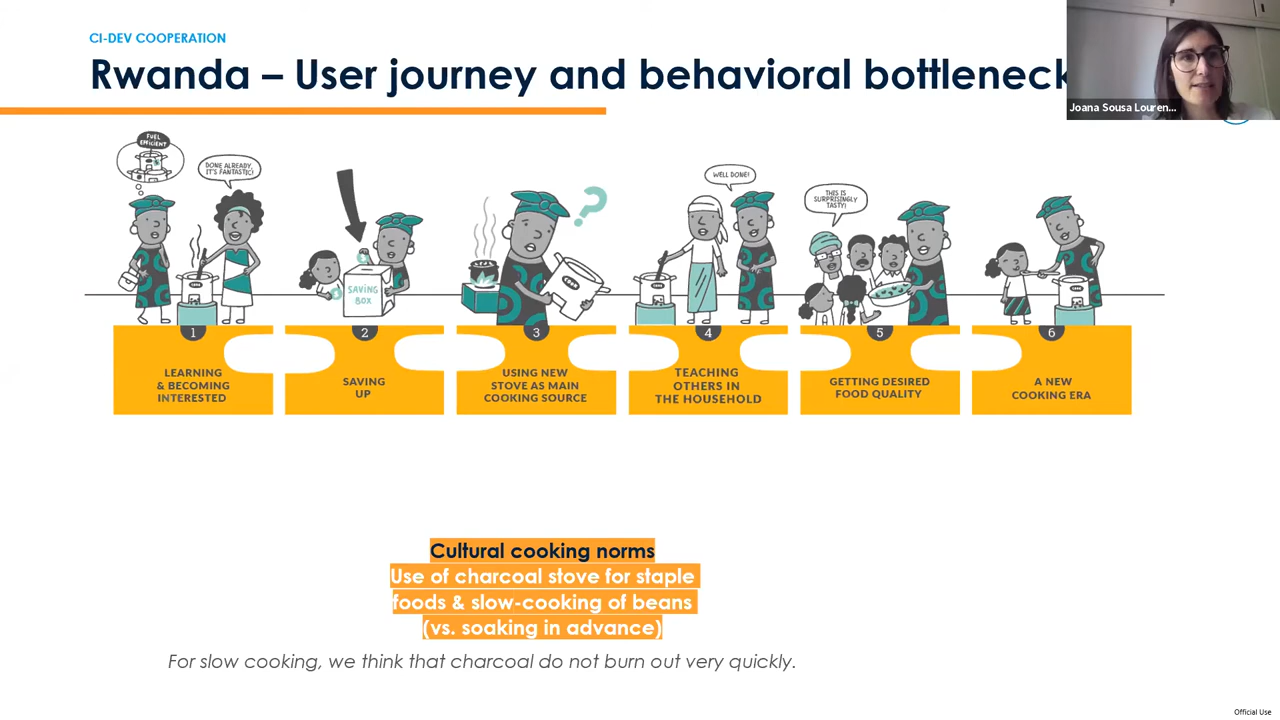 CI-DEV COOPERATION
Rwanda – User journey and behavioral bottleneck
Joana Sousa Louren...
FUEL
EFFICIENT
DONE ALREADY,
IT'S FANTASTIC!
SAVING
BOX
WELL DONE!
THIS IS
SURPRISINGLY
TASTY!
1
LEARNING
& BECOMING
INTERESTED
2
SAVING
UP
3
USING NEW
STOVE AS MAIN
COOKING SOURCE
4
TEACHING
OTHERS IN
THE HOUSEHOLD
5
GETTING DESIRED
FOOD QUALITY
6
A NEW
COOKING ERA
Cultural cooking norms
Use of charcoal stove for staple
foods & slow-cooking of beans
(vs. soaking in advance)
For slow cooking, we think that charcoal do not burn out very quickly.
Official Use